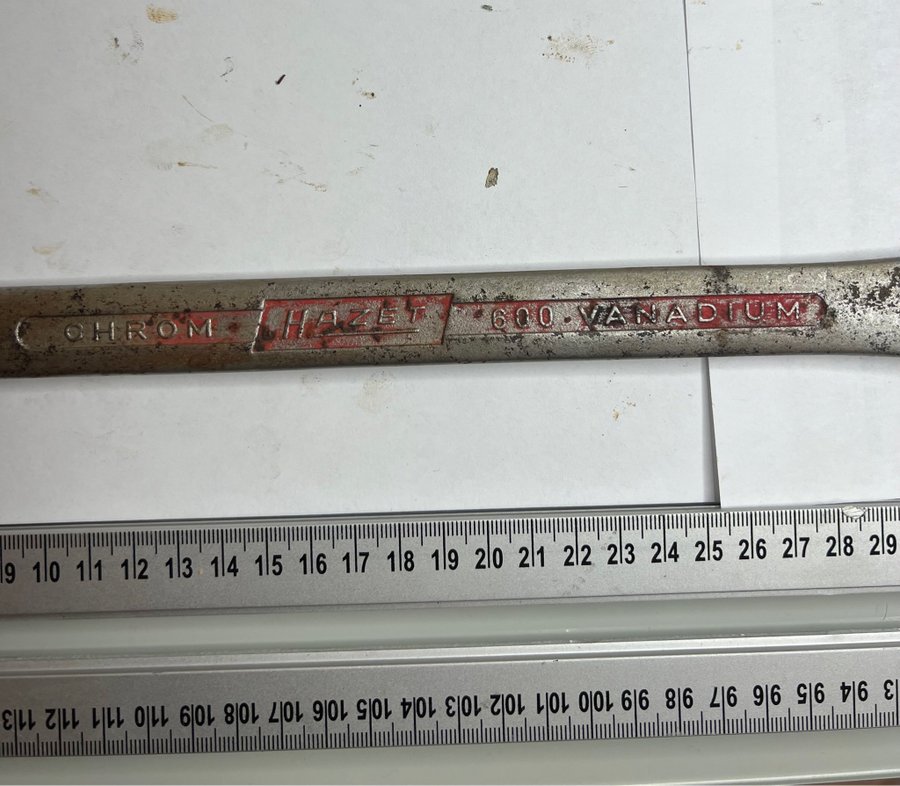 CHROM · HAZET 600 · VANADIUM
9 10 11 12 13 14 15 16 17 18 19 20 21 22 23 24 25 26 27 28 29
113 112 111 110 109 108 107 106 105 104 103 102 101 100 99 98 97 96 95 94 93